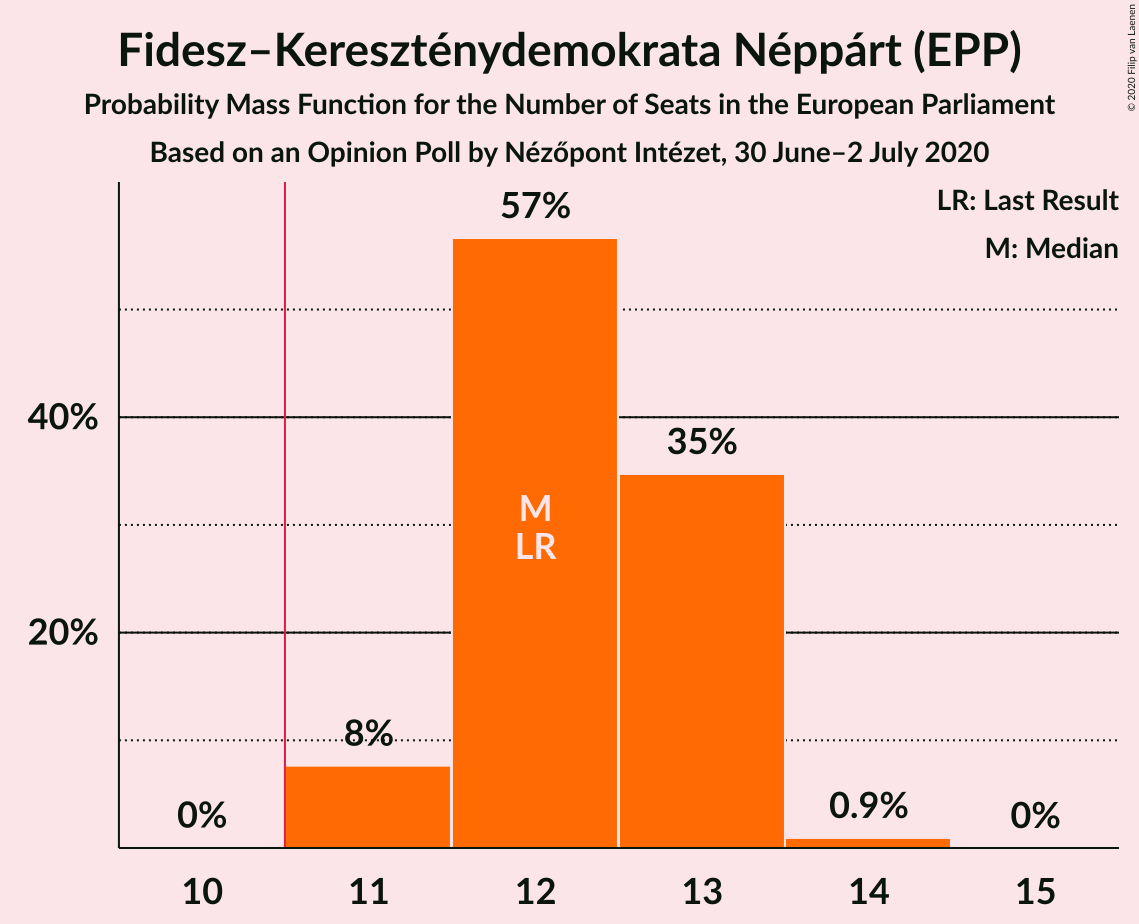 Fidesz–Kereszténydemokrata Néppárt (EPP)
Probability Mass Function for the Number of Seats in the European Parliament
Based on an Opinion Poll by Nézőpont Intézet, 30 June–2 July 2020
© 2020 Filip van Laenen
LR: Last Result
M: Median
57%
40%
35%
M
LR
20%
8%
0%
0.9%
0%
10 11 12 13 14 15